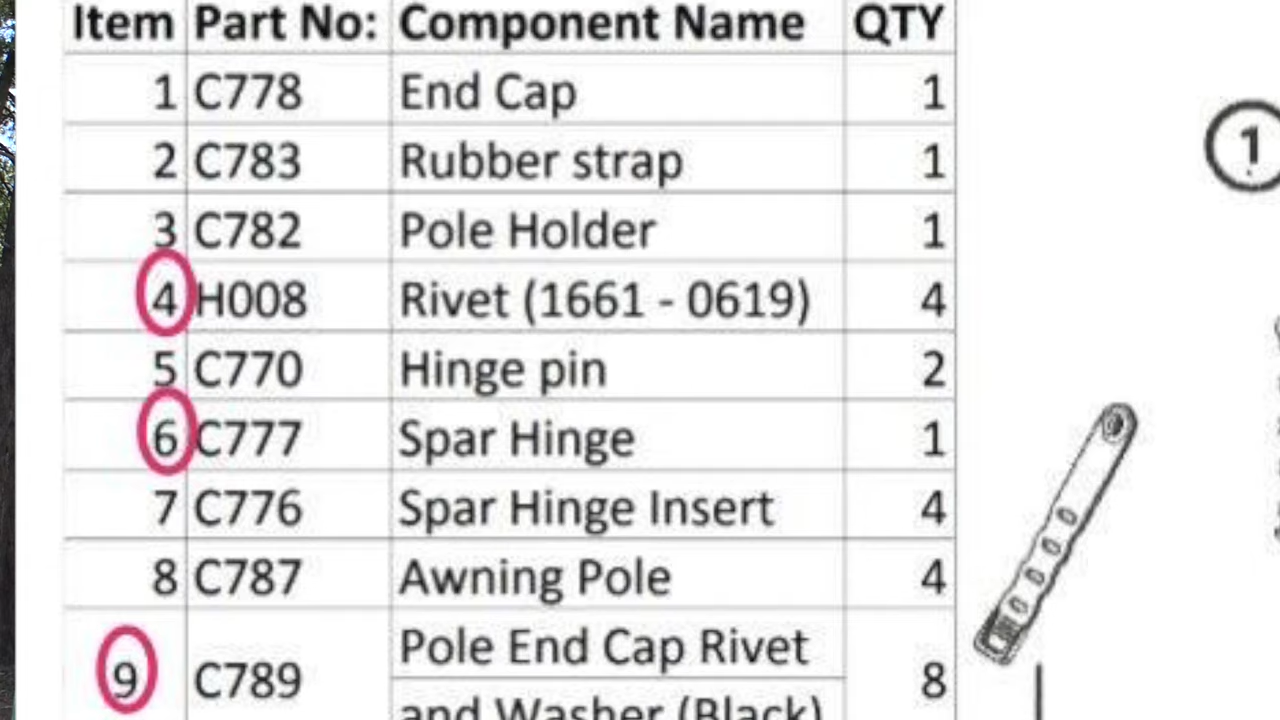 Item Part No: Component Name QTY
1 C778 End Cap 1
2 C783 Rubber strap 1
3 C782 Pole Holder 1
4 H008 Rivet (1661 - 0619) 4
5 C770 Hinge pin 2
6 C777 Spar Hinge 1
7 C776 Spar Hinge Insert 4
8 C787 Awning Pole 4
9 C789 Pole End Cap Rivet 8
and Washer (Black)
1